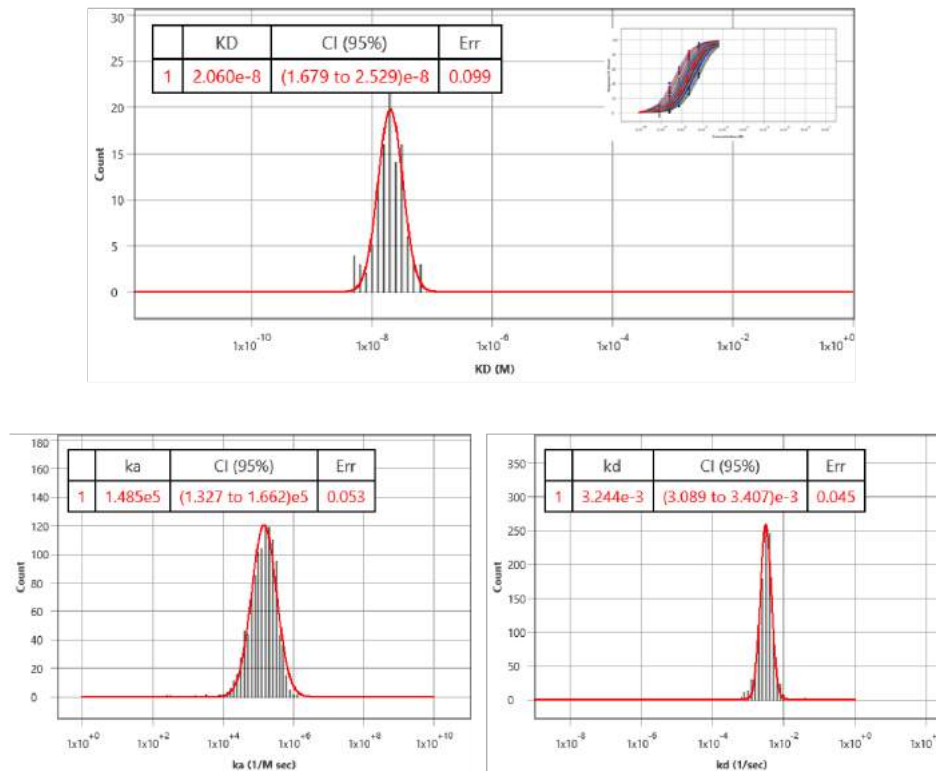 30
KD CI (95%) Err
1 2.060e-8 (1.679 to 2.529)e-8 0.099
25
20
15
10
5
0
Count
1x10⁻¹⁰ 1x10⁻⁸ 1x10⁻⁶ 1x10⁻⁴ 1x10⁻² 1x10⁺⁰
KD (M)
180
160
140
120
100
80
60
40
20
0
Count
ka CI (95%) Err
1 1.485e5 (1.327 to 1.662)e5 0.053
1x10⁺⁰ 1x10⁺² 1x10⁺⁴ 1x10⁺⁶ 1x10⁺⁸ 1x10⁺¹⁰
ka (1/M sec)
350
300
250
200
150
100
50
0
Count
kd CI (95%) Err
1 3.244e-3 (3.089 to 3.407)e-3 0.045
1x10⁻⁸ 1x10⁻⁶ 1x10⁻⁴ 1x10⁻² 1x10⁺⁰
kd (1/sec)